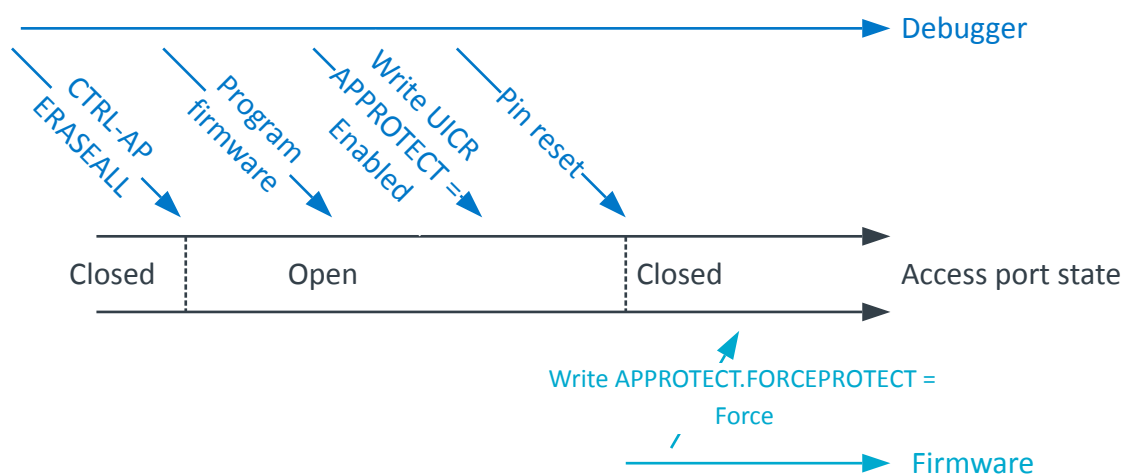 Debugger
CTRL-AP
ERASEALL
Program
firmware
Write UICR
APPROTECT =
Enabled
Pin reset
Closed
Open
Closed
Access port state
Write APPROTECT.FORCEPROTECT =
Force
Firmware